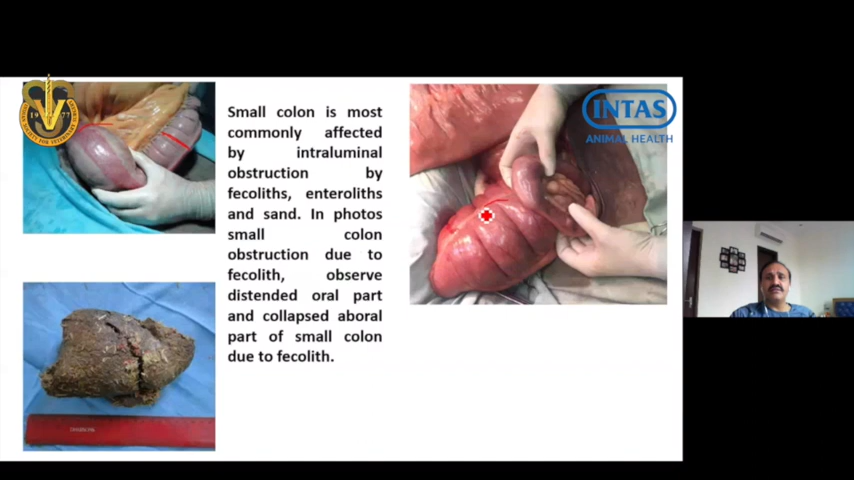 Small colon is most
commonly affected
by intraluminal
obstruction by
fecoliths, enteroliths
and sand. In photos
small colon
obstruction due to
fecolith, observe
distended oral part
and collapsed aboral
part of small colon
due to fecolith.
INTAS
ANIMAL HEALTH